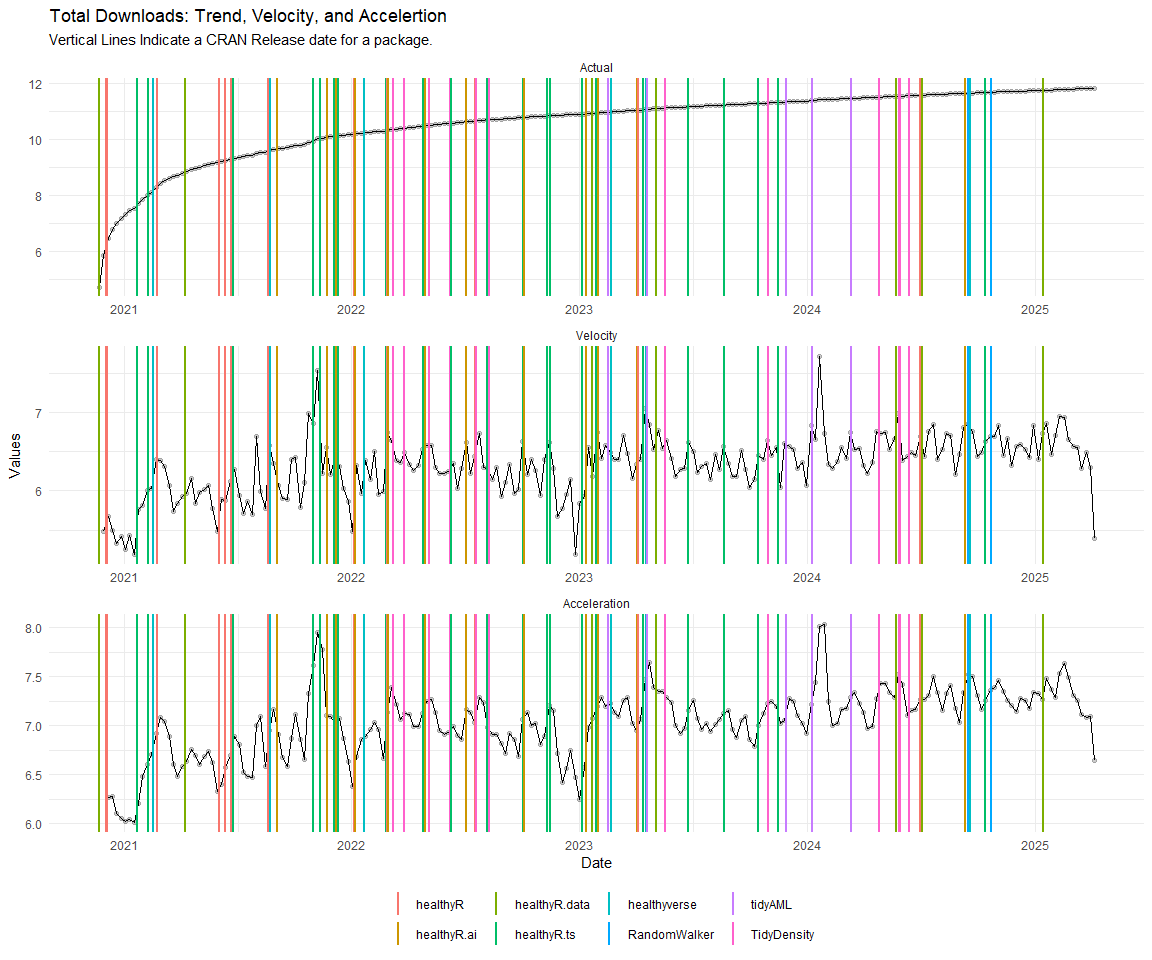 Total Downloads: Trend, Velocity, and Accelertion
Vertical Lines Indicate a CRAN Release date for a package.
Actual
12
10
8
6
2021 2022 2023 2024 2025
Velocity
7
6
2021 2022 2023 2024 2025
Values
Acceleration
8.0
7.5
7.0
6.5
6.0
2021 2022 2023 2024 2025
Date
healthyR healthyR.data healthyverse tidyAML
healthyR.ai healthyR.ts RandomWalker TidyDensity